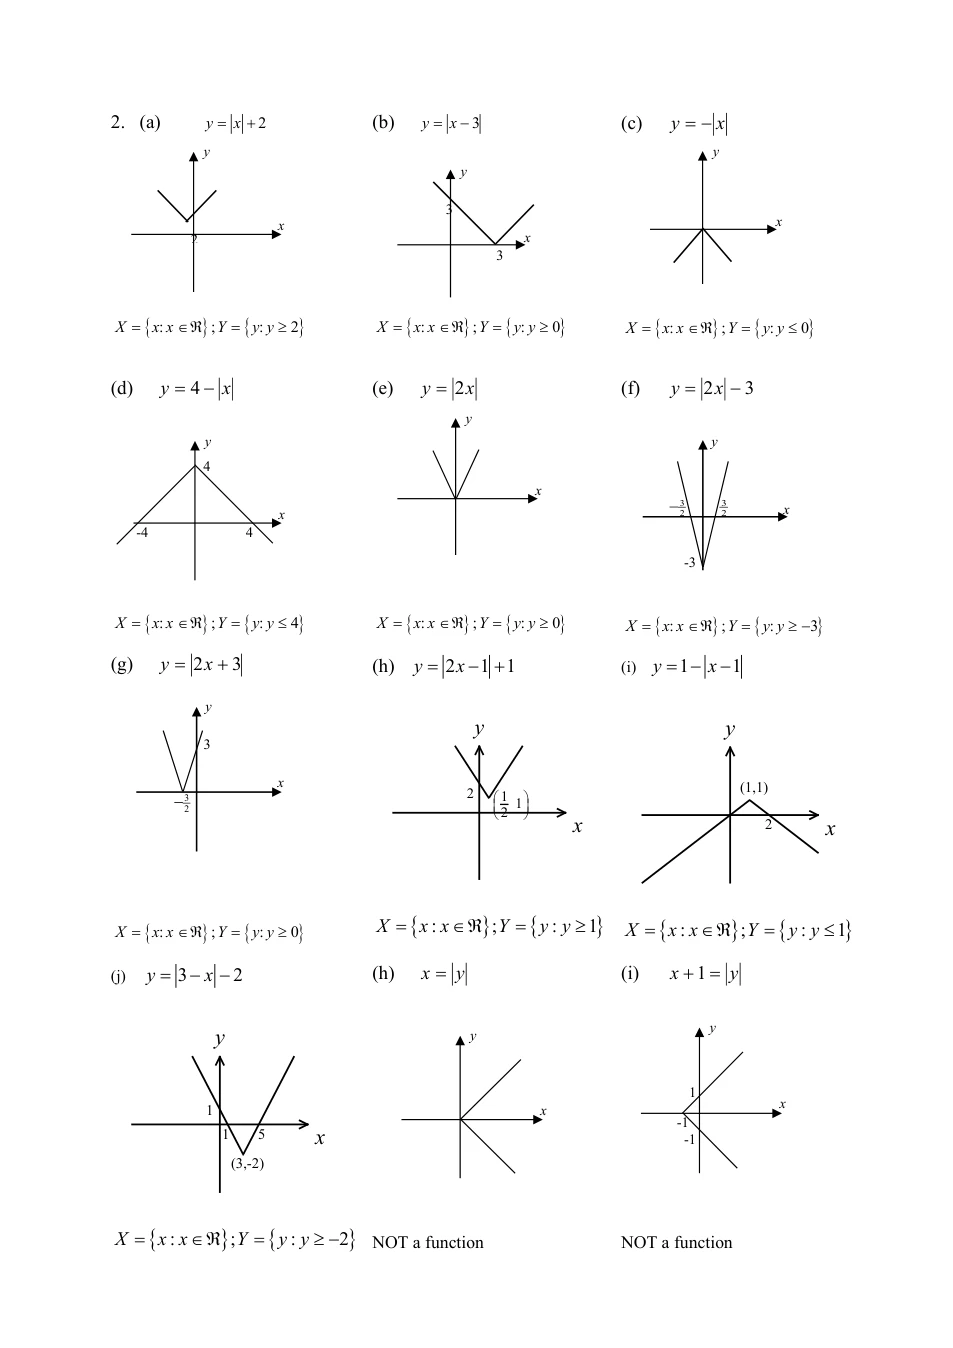 2. (a) y = |x| + 2 (b) y = |x − 3| (c) y = −|x|
y y y
x 3 x x
2 3
X = {x: x ∈ ℜ} ; Y = {y: y ≥ 2} X = {x: x ∈ ℜ} ; Y = {y: y ≥ 0} X = {x: x ∈ ℜ} ; Y = {y: y ≤ 0}
(d) y = 4 − |x| (e) y = |2x| (f) y = |2x| − 3
y y y
4 x −3/2 3/2 x
x
-4 4 -3
X = {x: x ∈ ℜ} ; Y = {y: y ≤ 4} X = {x: x ∈ ℜ} ; Y = {y: y ≥ 0} X = {x: x ∈ ℜ} ; Y = {y: y ≥ −3}
(g) y = |2x + 3| (h) y = |2x − 1| + 1 (i) y = 1 − |x − 1|
y y y
3
x 2 (1/2 1) (1,1)
−3/2 x 2 x
X = {x: x ∈ ℜ} ; Y = {y: y ≥ 0} X = {x : x ∈ ℜ} ; Y = {y : y ≥ 1} X = {x : x ∈ ℜ} ; Y = {y : y ≤ 1}
(j) y = |3 − x| − 2 (h) x = |y| (i) x + 1 = |y|
y y y
1 x 1 x
1 5 x -1
(3,-2) -1
X = {x : x ∈ ℜ} ; Y = {y : y ≥ −2} NOT a function NOT a function